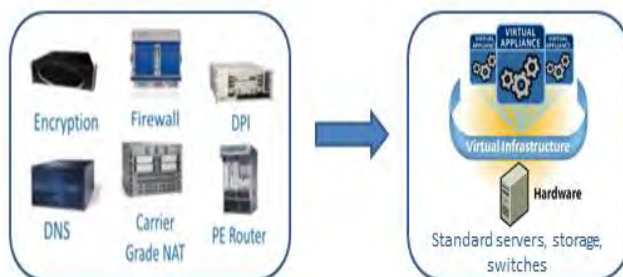 Encryption
Firewall
DPI
DNS
Carrier
Grade NAT
PE Router
VIRTUAL
APPLIANCE
VIRTUAL
APPLIANCE
VIRTUAL
APPLIANCE
Virtual Infrastructure
Hardware
Standard servers, storage,
switches